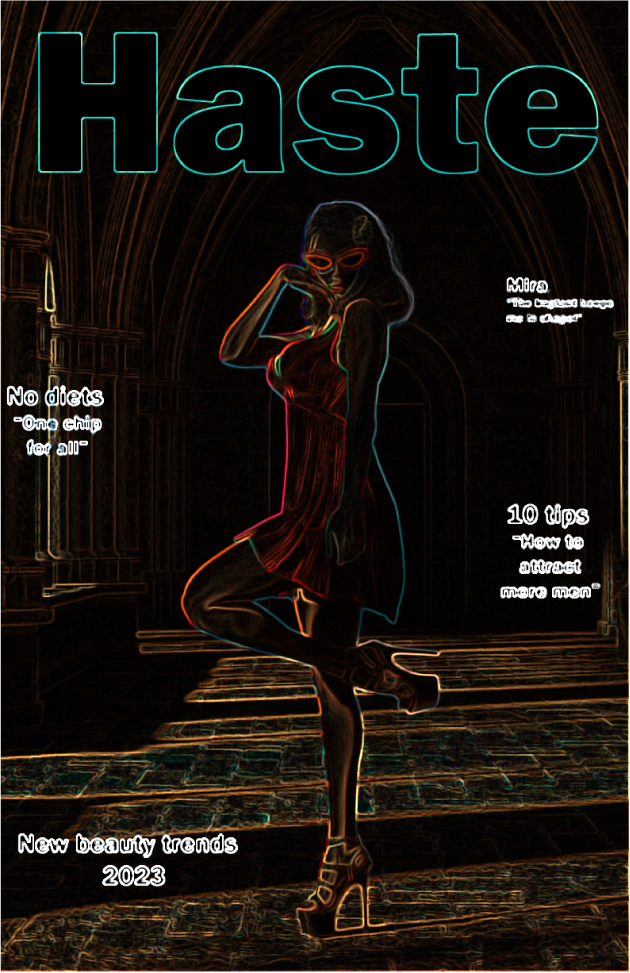 Haste
Mira
No diets
"One chip
for all"
10 tips
"How to
attract
more men"
New beauty trends
2023